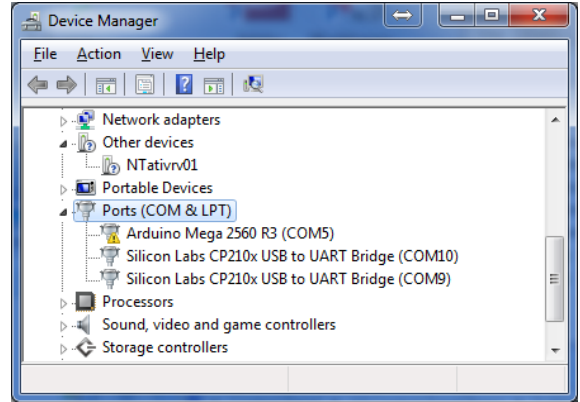 Device Manager
File Action View Help
Network adapters
Other devices
NTativrv01
Portable Devices
Ports (COM & LPT)
Arduino Mega 2560 R3 (COM5)
Silicon Labs CP210x USB to UART Bridge (COM10)
Silicon Labs CP210x USB to UART Bridge (COM9)
Processors
Sound, video and game controllers
Storage controllers